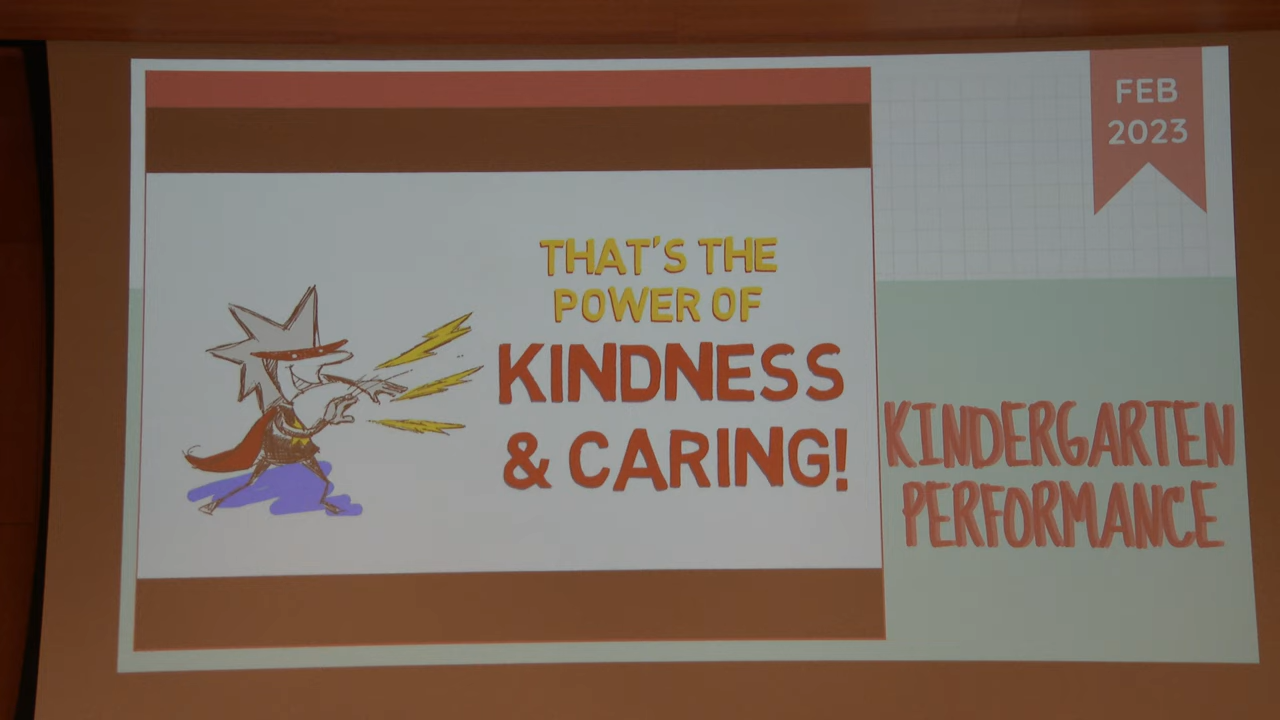 THAT'S THE
POWER OF
KINDNESS
& CARING!
FEB
2023
KINDERGARTEN
PERFORMANCE